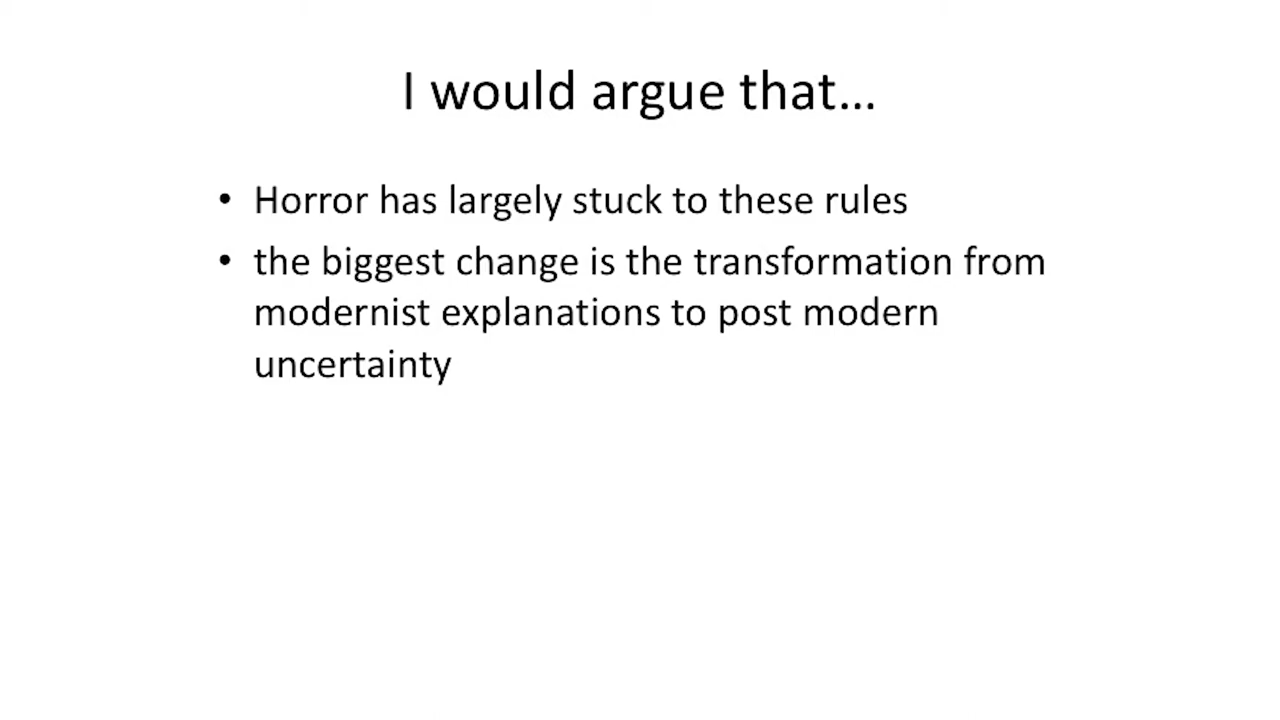 I would argue that…
• Horror has largely stuck to these rules
• the biggest change is the transformation from
modernist explanations to post modern
uncertainty